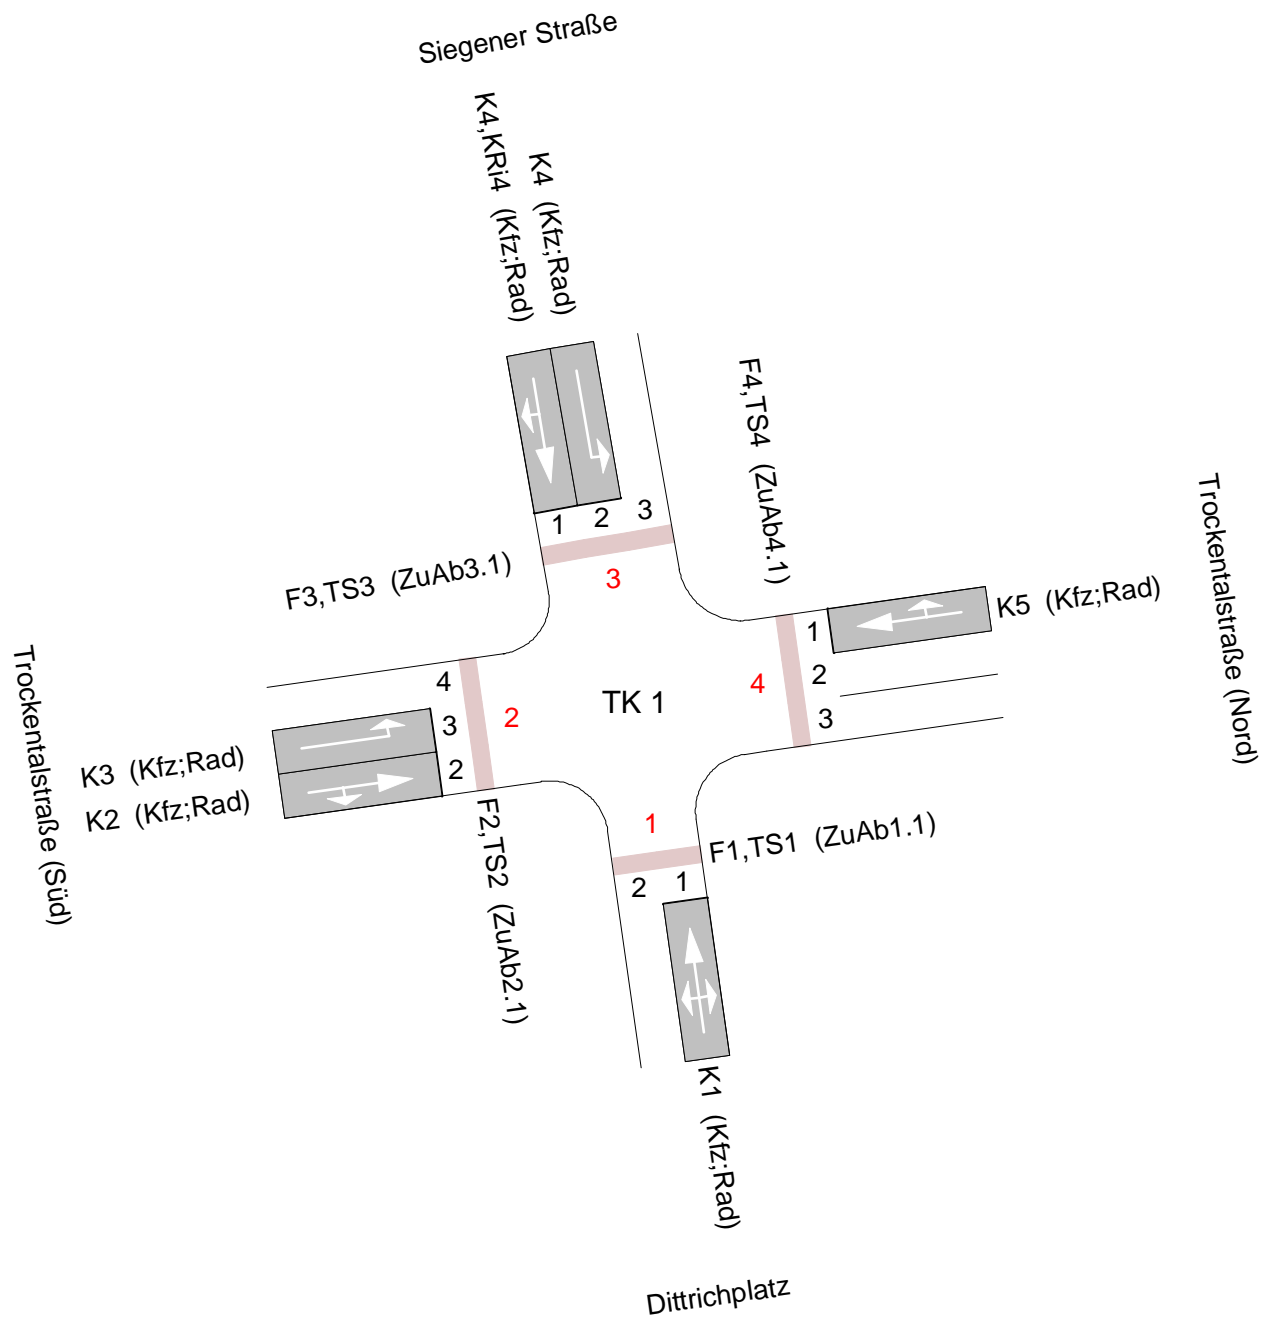 Siegener Straße
K4,KRi4 (Kfz;Rad)
K4 (Kfz;Rad)
F4,TS4 (ZuAb4.1)
Trockentalstraße (Nord)
1 2 3
F3,TS3 (ZuAb3.1)
3
K5 (Kfz;Rad)
1
2
3
4
TK 1
2
4
3
2
Trockentalstraße (Süd)
K3 (Kfz;Rad)
K2 (Kfz;Rad)
F2,TS2 (ZuAb2.1)
1
F1,TS1 (ZuAb1.1)
2 1
K1 (Kfz;Rad)
Dittrichplatz